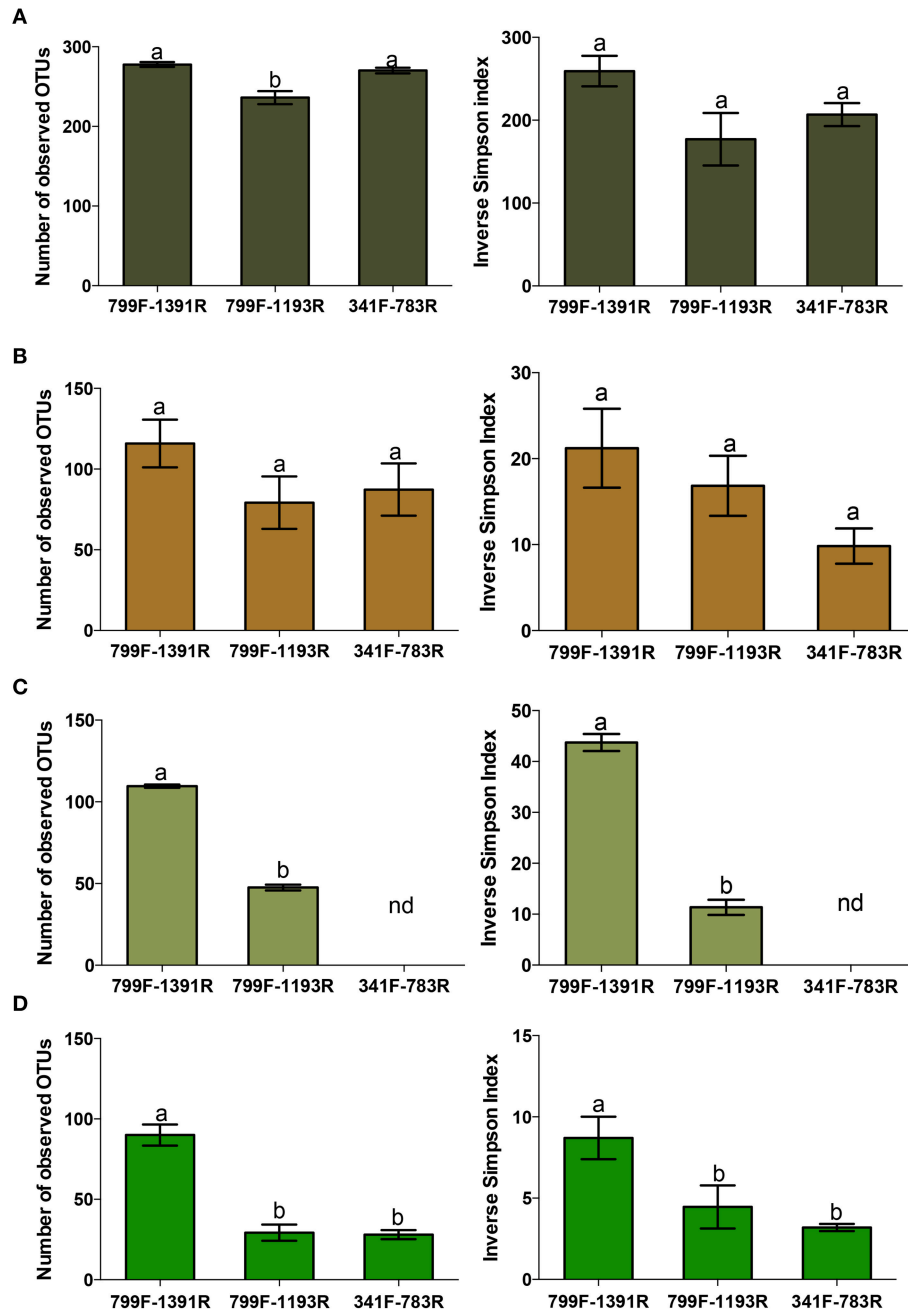 A
Number of observed OTUs
300
200
100
0
a
b
a
799F-1391R
799F-1193R
341F-783R
Inverse Simpson index
300
200
100
0
a
a
a
799F-1391R
799F-1193R
341F-783R
B
Number of observed OTUs
150
100
50
0
a
a
a
799F-1391R
799F-1193R
341F-783R
Inverse Simpson Index
30
20
10
0
a
a
a
799F-1391R
799F-1193R
341F-783R
C
Number of observed OTUs
150
100
50
0
a
b
nd
799F-1391R
799F-1193R
341F-783R
Inverse Simpson Index
50
40
30
20
10
0
a
b
nd
799F-1391R
799F-1193R
341F-783R
D
Number of observed OTUs
150
100
50
0
a
b
b
799F-1391R
799F-1193R
341F-783R
Inverse Simpson Index
15
10
5
0
a
b
b
799F-1391R
799F-1193R
341F-783R